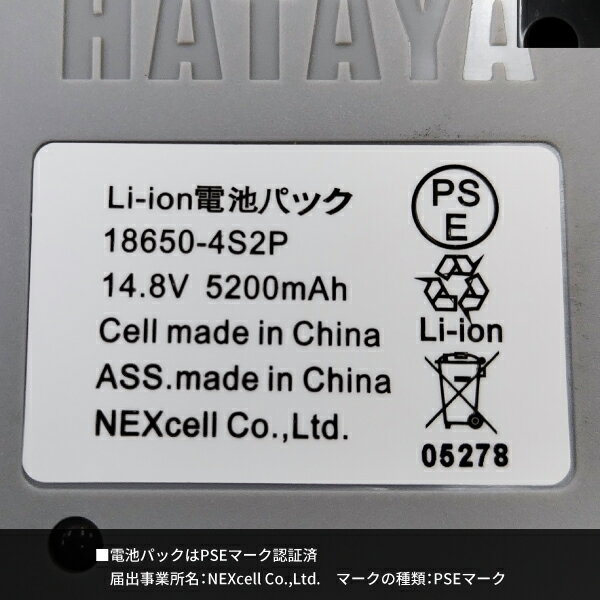 HATAYA
Li-ion電池パック
18650-4S2P
14.8V 5200mAh
Cell made in China
ASS.made in China
NEXcell Co.,Ltd.
PS
E
Li-ion
05278
■電池パックはPSEマーク認証済
届出事業所名：NEXcell Co.,Ltd. マークの種類：PSEマーク